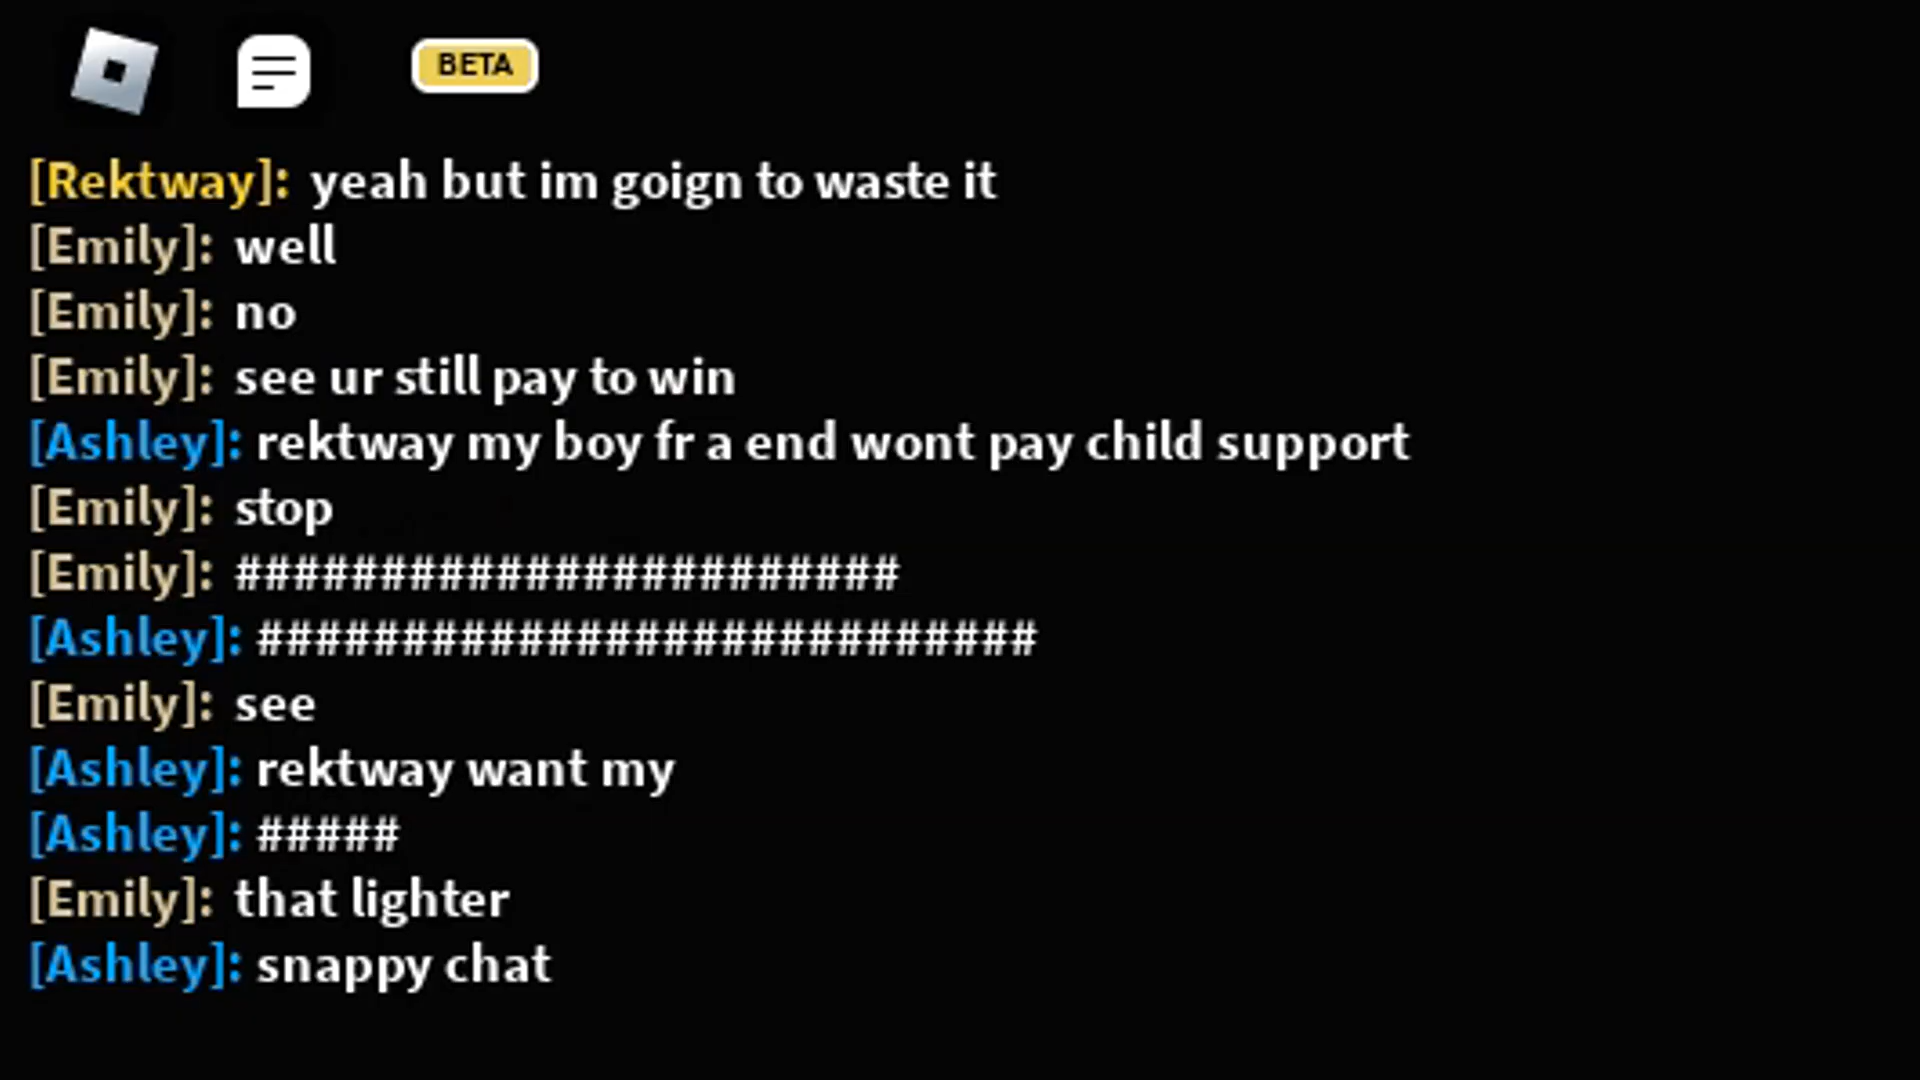 BETA
[Rektway]: yeah but im goign to waste it
[Emily]: well
[Emily]: no
[Emily]: see ur still pay to win
[Ashley]: rektway my boy fr a end wont pay child support
[Emily]: stop
[Emily]: #######################
[Ashley]: ###########################
[Emily]: see
[Ashley]: rektway want my
[Ashley]: #####
[Emily]: that lighter
[Ashley]: snappy chat